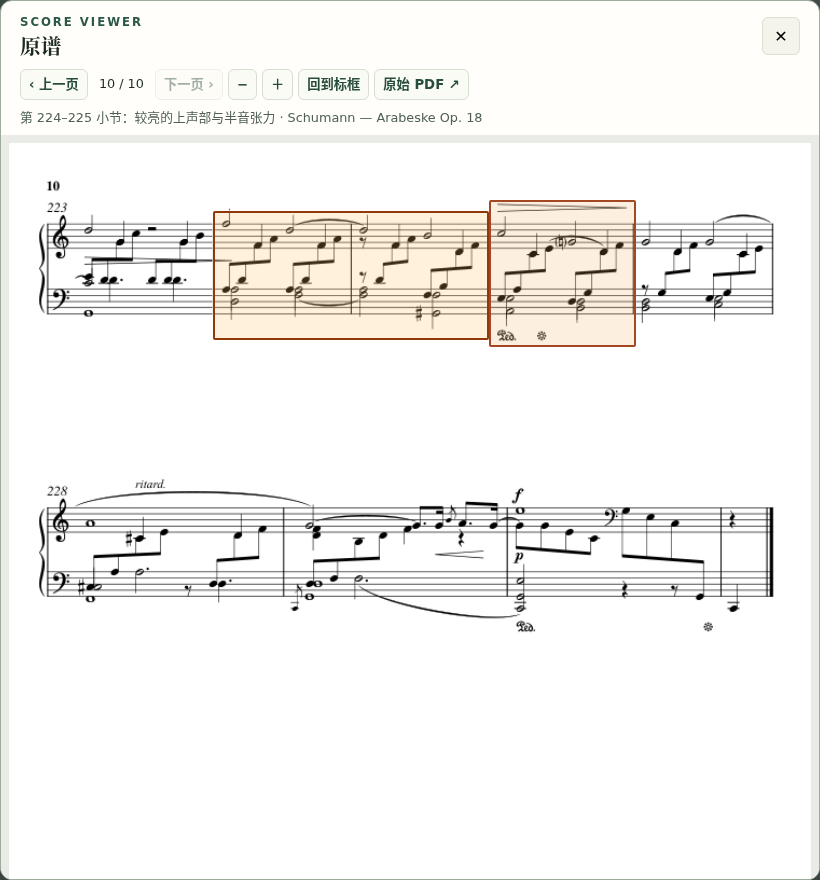 SCORE VIEWER
原谱
×
‹ 上一页 10 / 10 下一页 › − + 回到标框 原始 PDF ↗
第 224–225 小节：较亮的上声部与半音张力 · Schumann — Arabeske Op. 18
10
223
Ped.
228
ritard.
f
p
Ped.